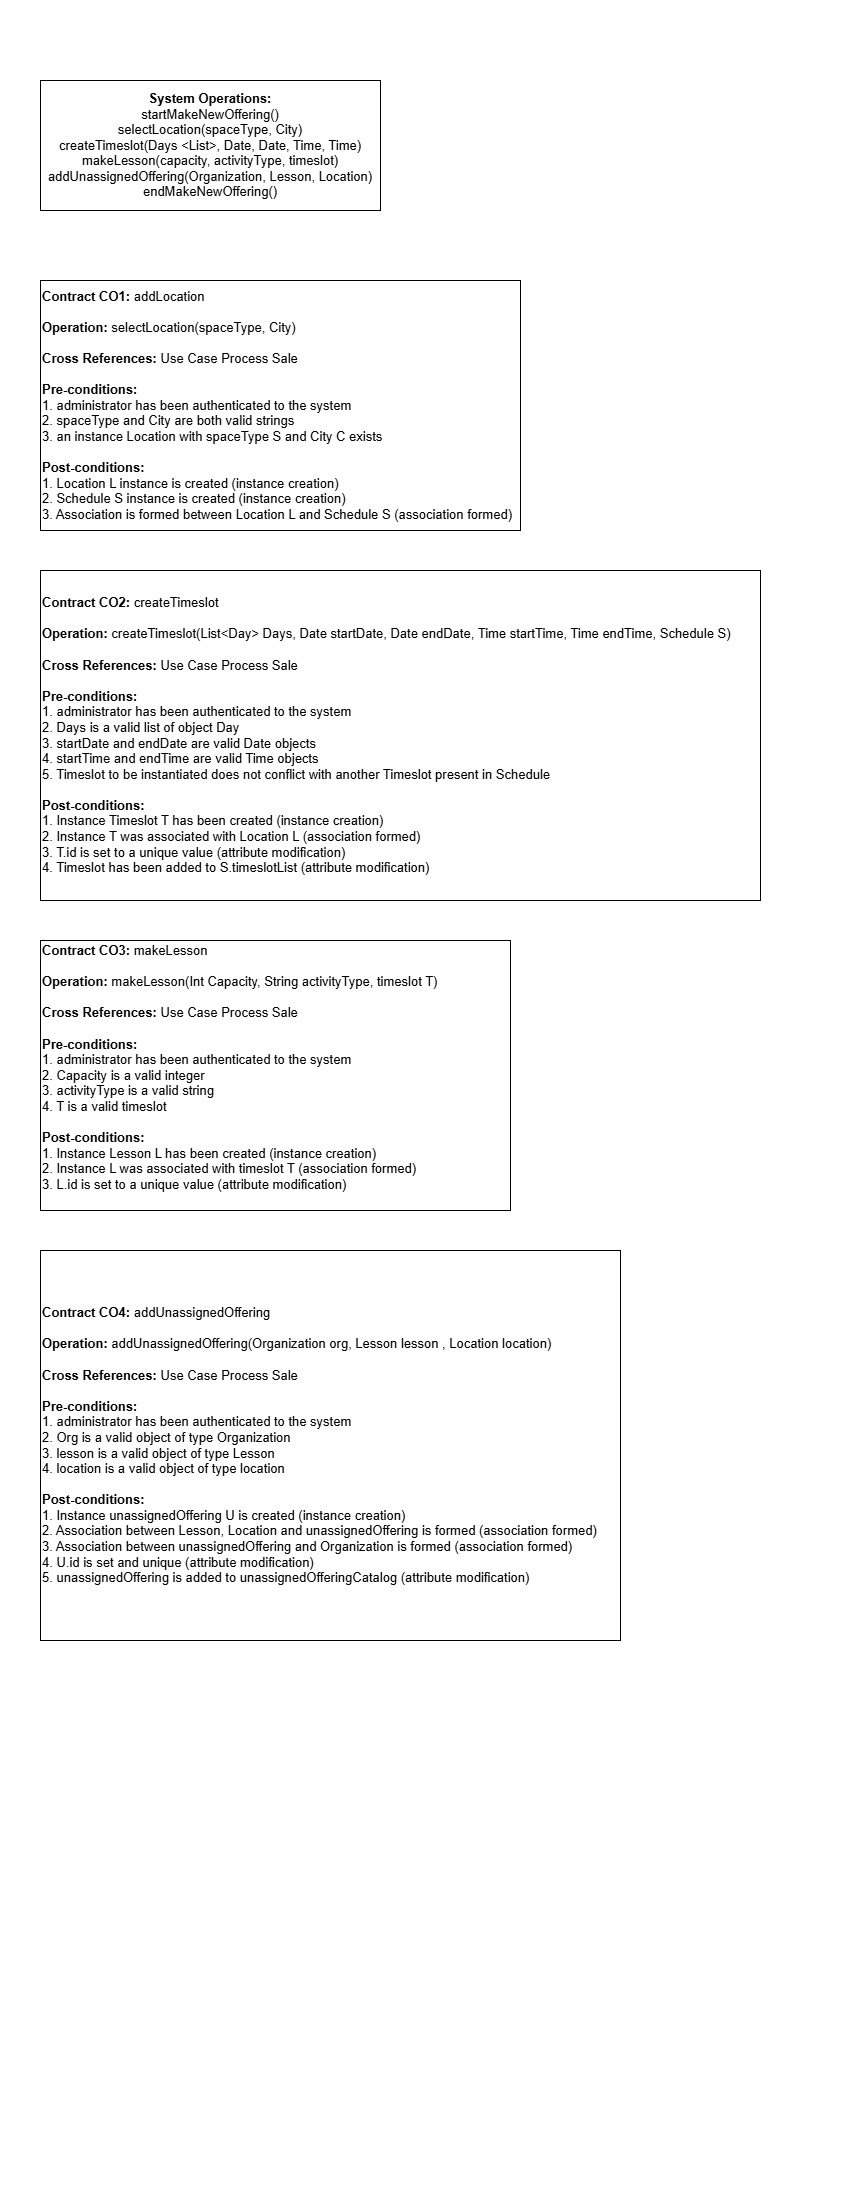 System Operations:
startMakeNewOffering()
selectLocation(spaceType, City)
createTimeslot(Days <List>, Date, Date, Time, Time)
makeLesson(capacity, activityType, timeslot)
addUnassignedOffering(Organization, Lesson, Location)
endMakeNewOffering()
Contract CO1: addLocation
Operation: selectLocation(spaceType, City)
Cross References: Use Case Process Sale
Pre-conditions:
1. administrator has been authenticated to the system
2. spaceType and City are both valid strings
3. an instance Location with spaceType S and City C exists
Post-conditions:
1. Location L instance is created (instance creation)
2. Schedule S instance is created (instance creation)
3. Association is formed between Location L and Schedule S (association formed)
Contract CO2: createTimeslot
Operation: createTimeslot(List<Day> Days, Date startDate, Date endDate, Time startTime, Time endTime, Schedule S)
Cross References: Use Case Process Sale
Pre-conditions:
1. administrator has been authenticated to the system
2. Days is a valid list of object Day
3. startDate and endDate are valid Date objects
4. startTime and endTime are valid Time objects
5. Timeslot to be instantiated does not conflict with another Timeslot present in Schedule
Post-conditions:
1. Instance Timeslot T has been created (instance creation)
2. Instance T was associated with Location L (association formed)
3. T.id is set to a unique value (attribute modification)
4. Timeslot has been added to S.timeslotList (attribute modification)
Contract CO3: makeLesson
Operation: makeLesson(Int Capacity, String activityType, timeslot T)
Cross References: Use Case Process Sale
Pre-conditions:
1. administrator has been authenticated to the system
2. Capacity is a valid integer
3. activityType is a valid string
4. T is a valid timeslot
Post-conditions:
1. Instance Lesson L has been created (instance creation)
2. Instance L was associated with timeslot T (association formed)
3. L.id is set to a unique value (attribute modification)
Contract CO4: addUnassignedOffering
Operation: addUnassignedOffering(Organization org, Lesson lesson , Location location)
Cross References: Use Case Process Sale
Pre-conditions:
1. administrator has been authenticated to the system
2. Org is a valid object of type Organization
3. lesson is a valid object of type Lesson
4. location is a valid object of type location
Post-conditions:
1. Instance unassignedOffering U is created (instance creation)
2. Association between Lesson, Location and unassignedOffering is formed (association formed)
3. Association between unassignedOffering and Organization is formed (association formed)
4. U.id is set and unique (attribute modification)
5. unassignedOffering is added to unassignedOfferingCatalog (attribute modification)